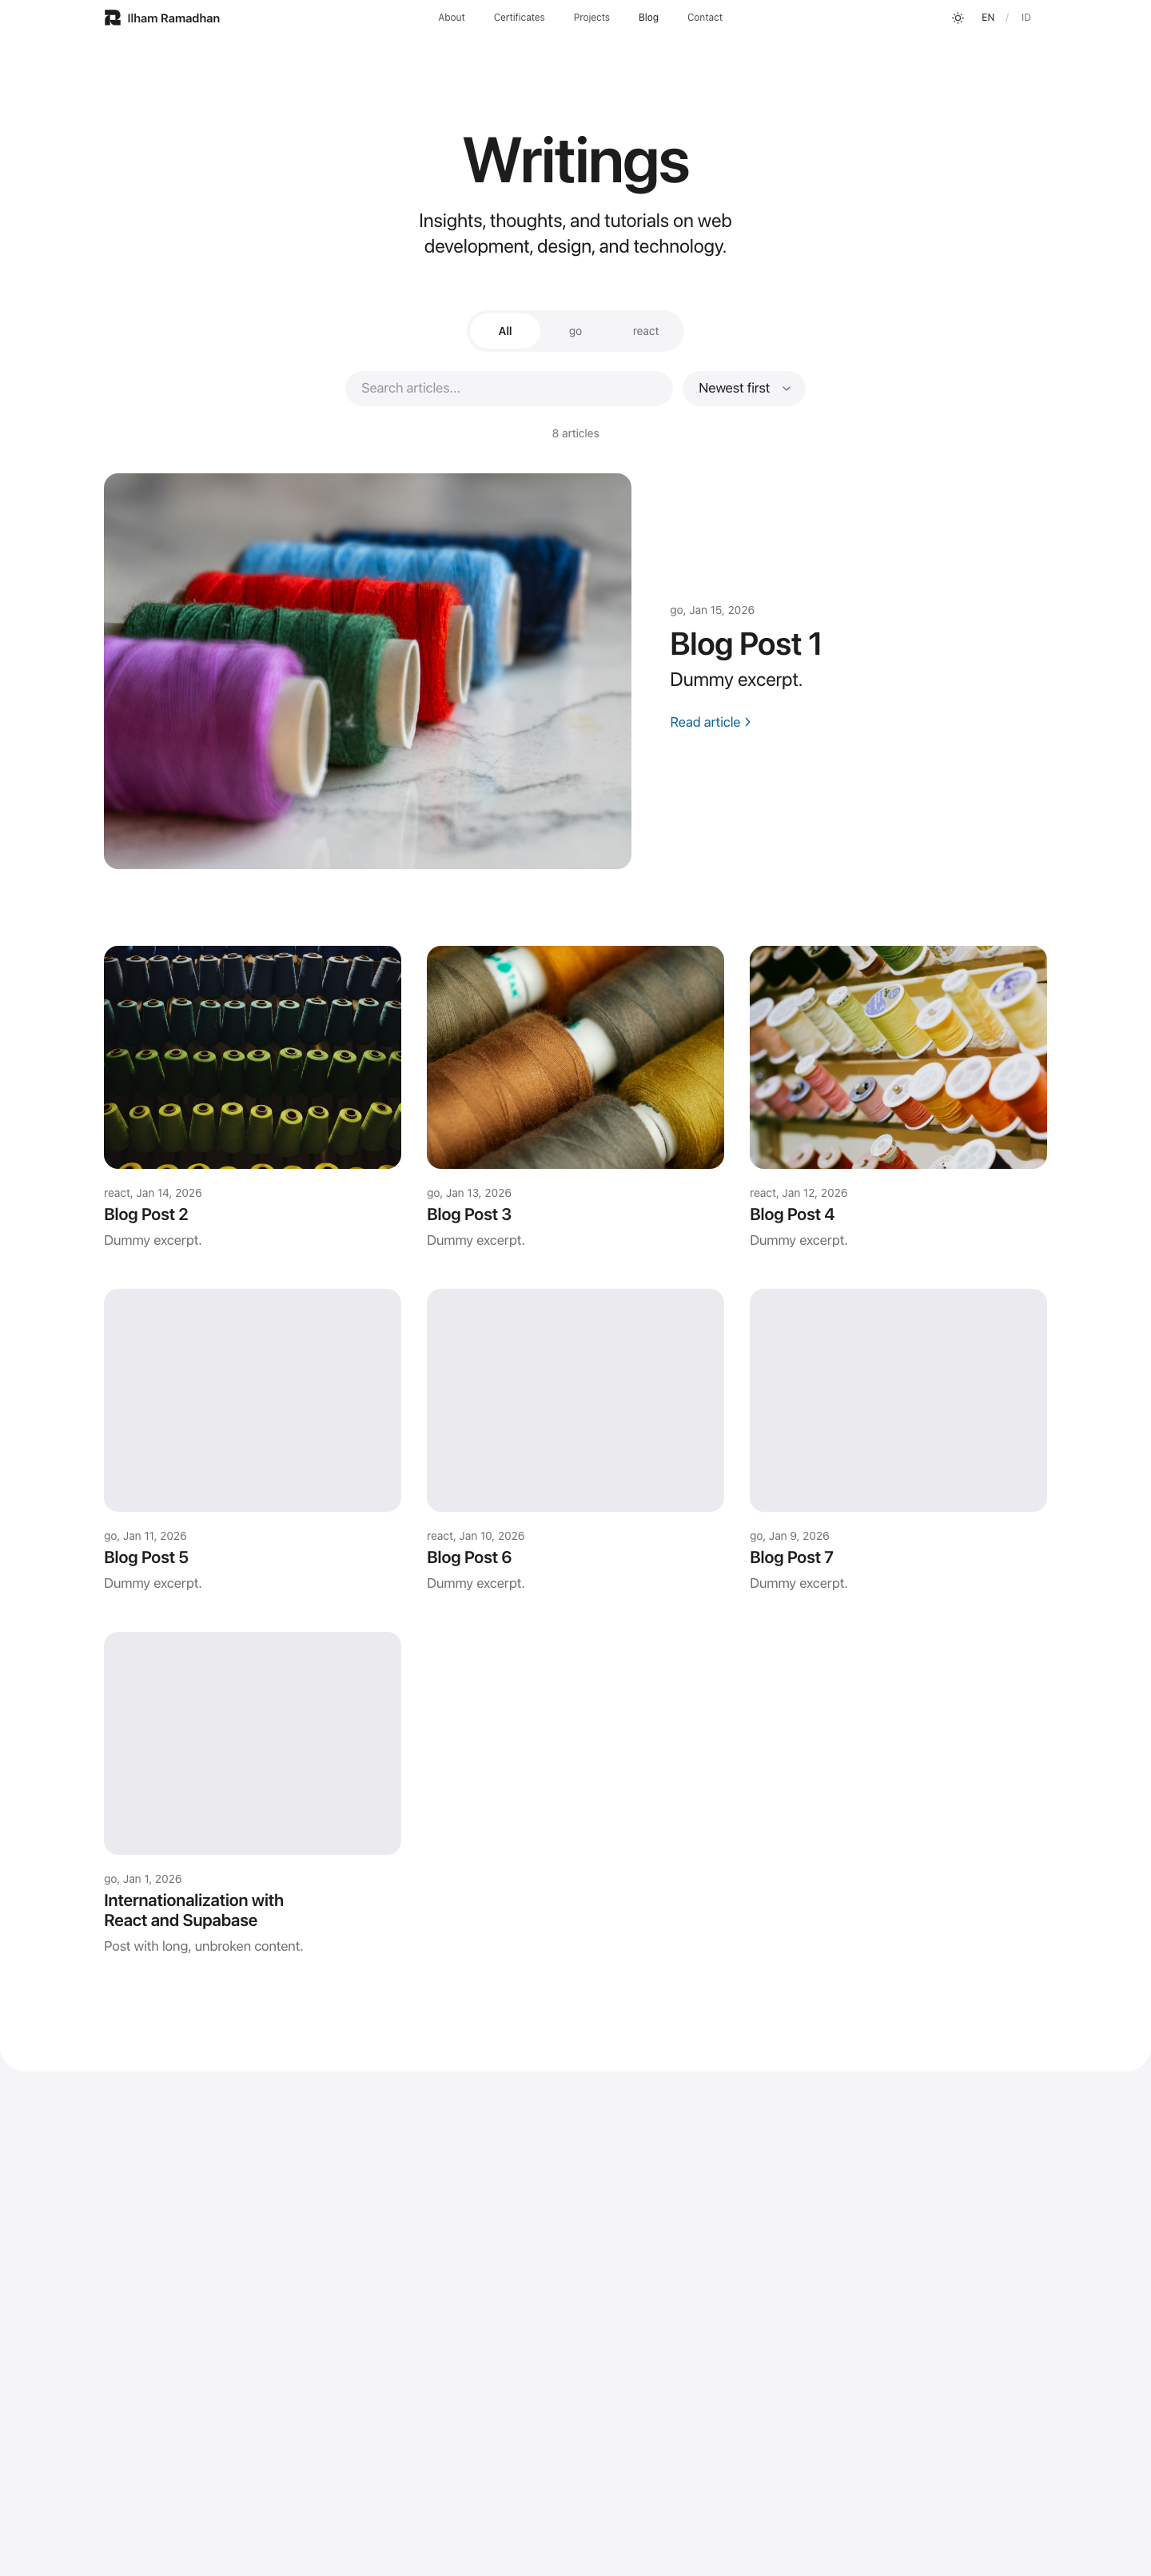 Ilham Ramadhan
About
Certificates
Projects
Blog
Contact
EN / ID
Writings
Insights, thoughts, and tutorials on web
development, design, and technology.
All
go
react
Search articles...
Newest first
8 articles
go, Jan 15, 2026
Blog Post 1
Dummy excerpt.
Read article
react, Jan 14, 2026
Blog Post 2
Dummy excerpt.
go, Jan 13, 2026
Blog Post 3
Dummy excerpt.
react, Jan 12, 2026
Blog Post 4
Dummy excerpt.
go, Jan 11, 2026
Blog Post 5
Dummy excerpt.
react, Jan 10, 2026
Blog Post 6
Dummy excerpt.
go, Jan 9, 2026
Blog Post 7
Dummy excerpt.
go, Jan 1, 2026
Internationalization with
React and Supabase
Post with long, unbroken content.